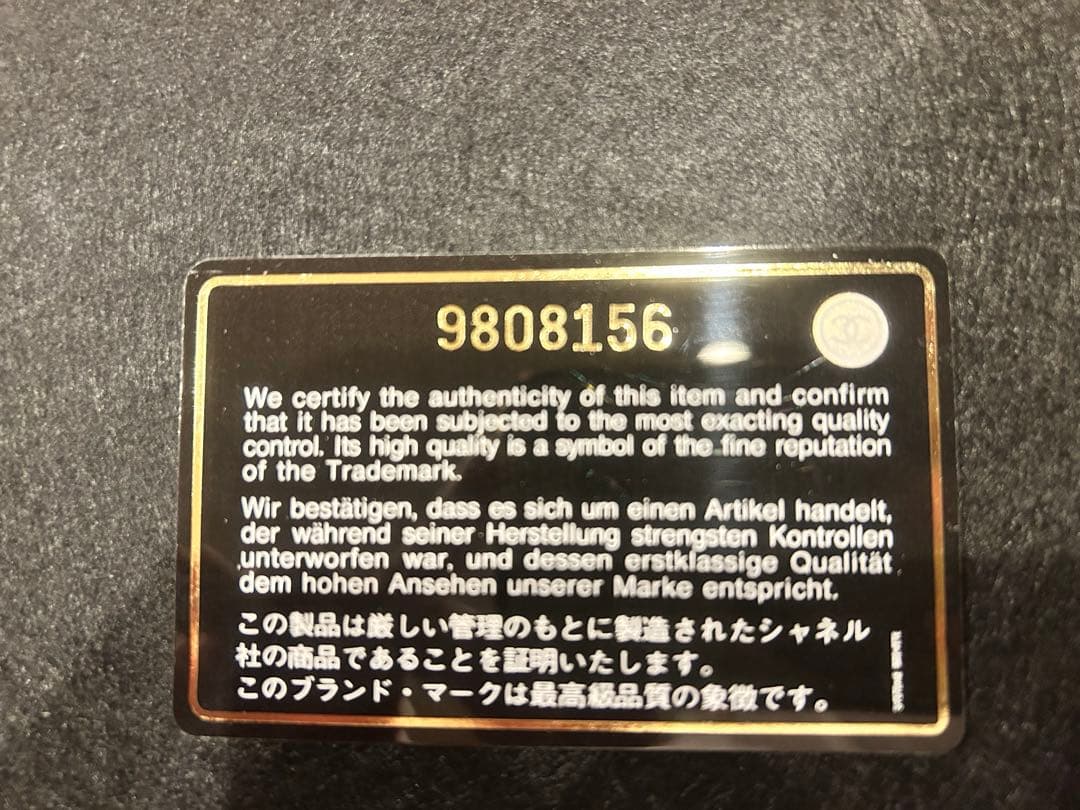 9808156
We certify the authenticity of this item and confirm
that it has been subjected to the most exacting quality
control. Its high quality is a symbol of the fine reputation
of the Trademark.
Wir bestätigen, dass es sich um einen Artikel handelt,
der während seiner Herstellung strengsten Kontrollen
unterworfen war, und dessen erstklassige Qualität
dem hohen Ansehen unserer Marke entspricht.
この製品は厳しい管理のもとに製造されたシャネル
社の商品であることを証明いたします。
このブランド・マークは最高級品質の象徴です。